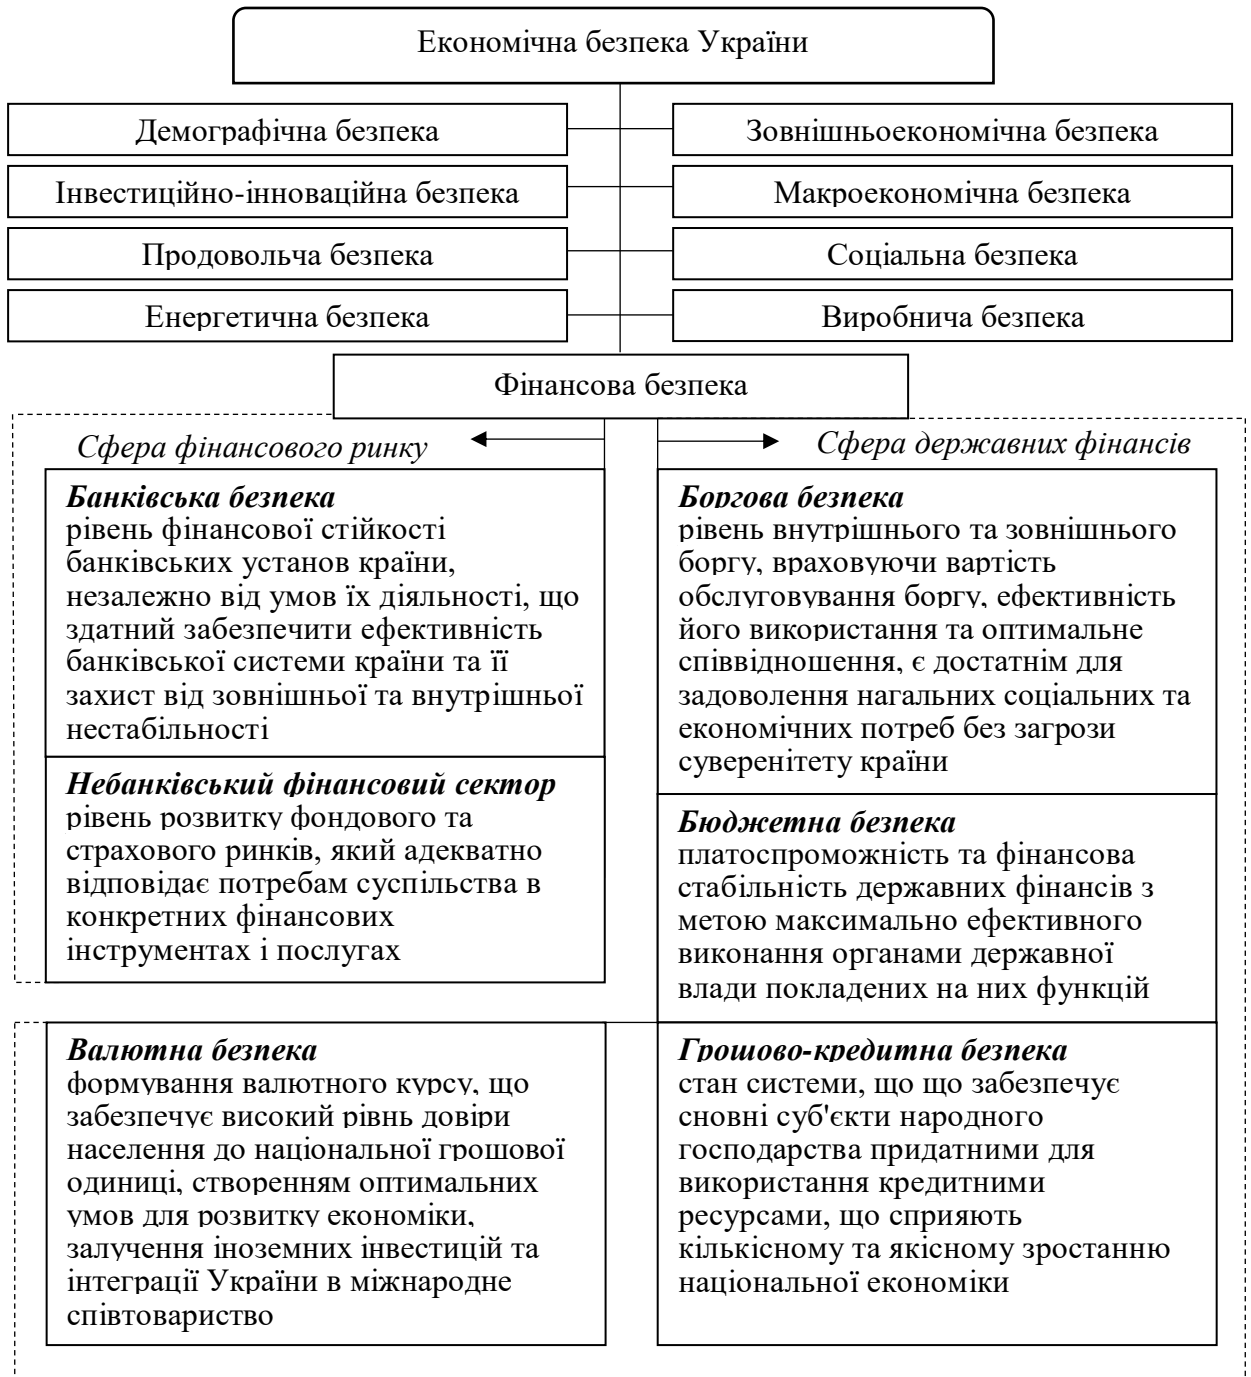 Економічна безпека України
Демографічна безпека
Зовнішньоекономічна безпека
Інвестиційно-інноваційна безпека
Макроекономічна безпека
Продовольча безпека
Соціальна безпека
Енергетична безпека
Виробнича безпека
Фінансова безпека
Сфера фінансового ринку
Сфера державних фінансів
Банківська безпека
рівень фінансової стійкості
банківських установ країни,
незалежно від умов їх діяльності, що
здатний забезпечити ефективність
банківської системи країни та її
захист від зовнішньої та внутрішньої
нестабільності
Небанківський фінансовий сектор
рівень розвитку фондового та
страхового ринків, який адекватно
відповідає потребам суспільства в
конкретних фінансових
інструментах і послугах
Боргова безпека
рівень внутрішнього та зовнішнього
боргу, враховуючи вартість
обслуговування боргу, ефективність
його використання та оптимальне
співвідношення, є достатнім для
задоволення нагальних соціальних та
економічних потреб без загрози
суверенітету країни
Бюджетна безпека
платоспроможність та фінансова
стабільність державних фінансів з
метою максимально ефективного
виконання органами державної
влади покладених на них функцій
Валютна безпека
формування валютного курсу, що
забезпечує високий рівнь довіри
населення до національної грошової
одиниці, створенням оптимальних
умов для розвитку економіки,
залучення іноземних інвестицій та
інтеграції України в міжнародне
співтовариство
Грошово-кредитна безпека
стан системи, що що забезпечує
сновні суб'єкти народного
господарства придатними для
використання кредитними
ресурсами, що сприяють
кількісному та якісному зростанню
національної економіки